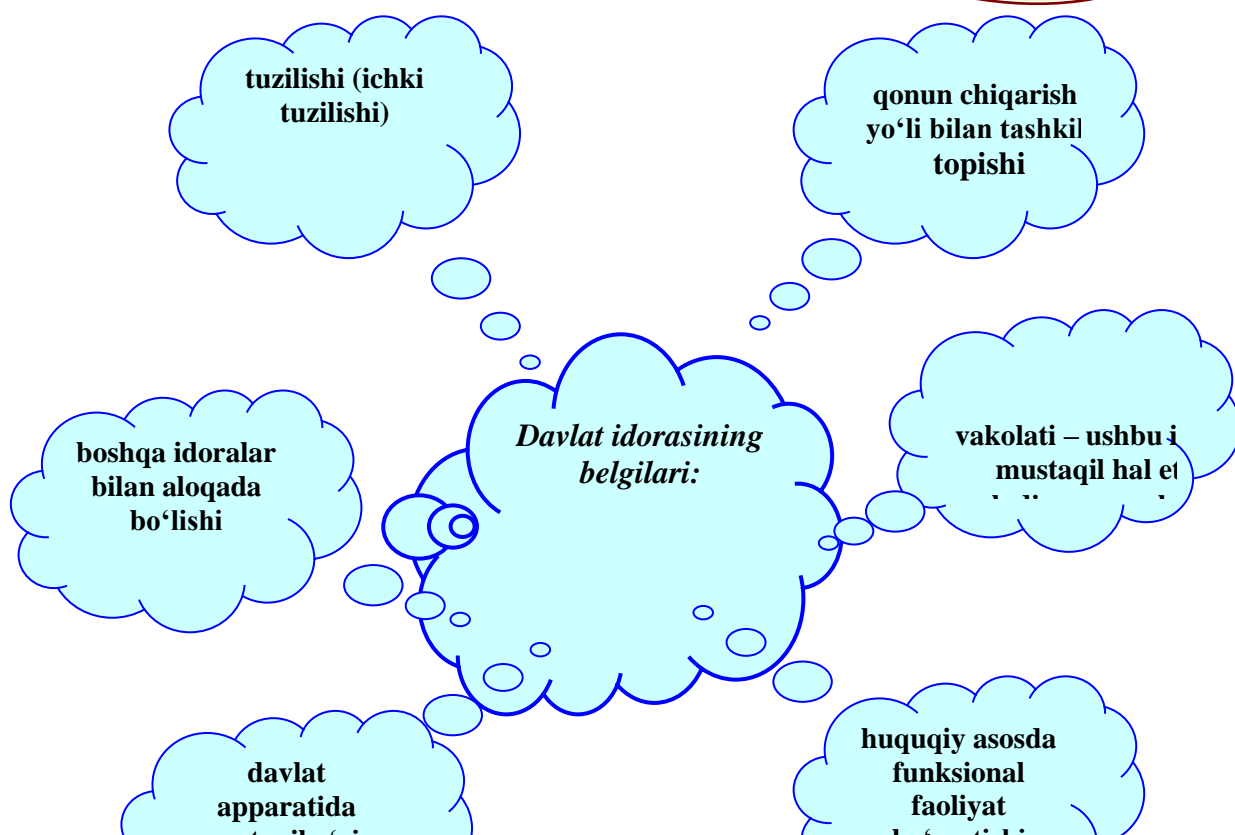 tuzilishi (ichki
tuzilishi)
qonun chiqarish
yo‘li bilan tashkil
topishi
Davlat idorasining
belgilari:
vakolati – ushbu i
mustaqil hal et
boshqa idoralar
bilan aloqada
bo‘lishi
davlat
apparatida
huquqiy asosda
funksional
faoliyat